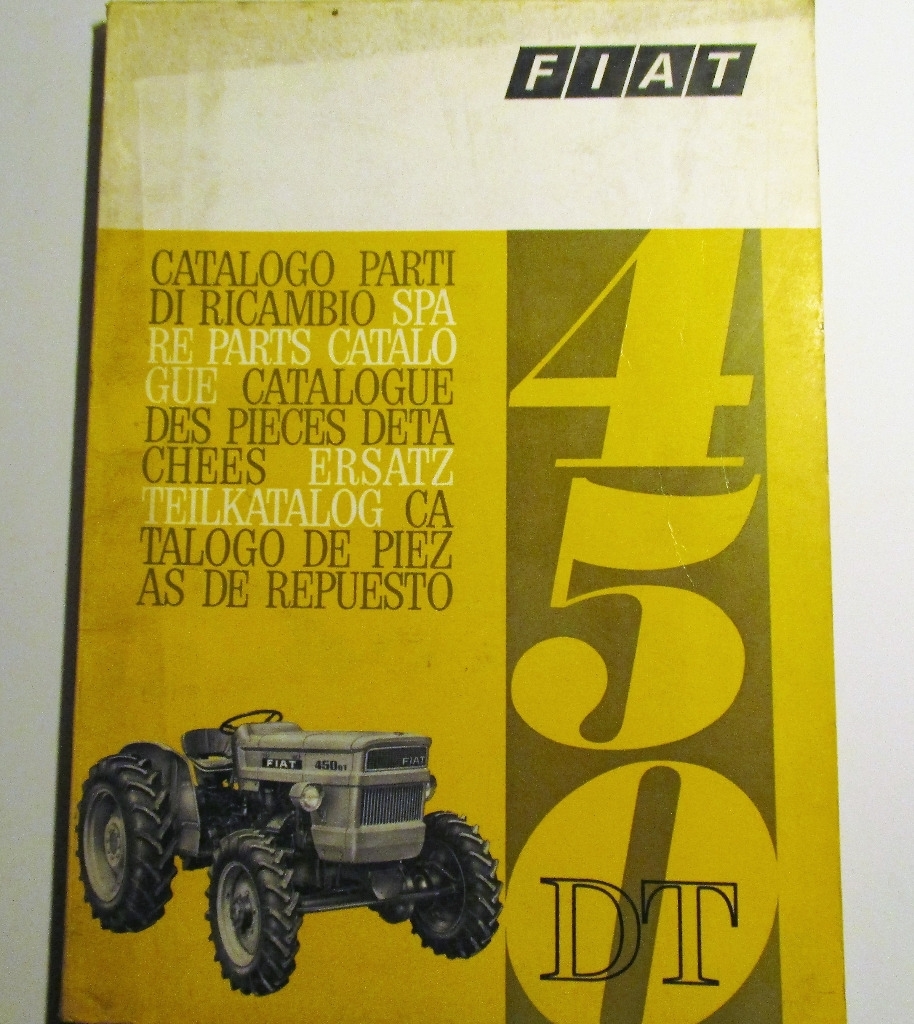 FIAT
CATALOGO PARTI
DI RICAMBIO SPA
RE PARTS CATALO
GUE CATALOGUE
DES PIECES DETA
CHEES ERSATZ
TEILKATALOG CA
TALOGO DE PIEZ
AS DE REPUESTO
450
DT
FIAT 450DT FIAT